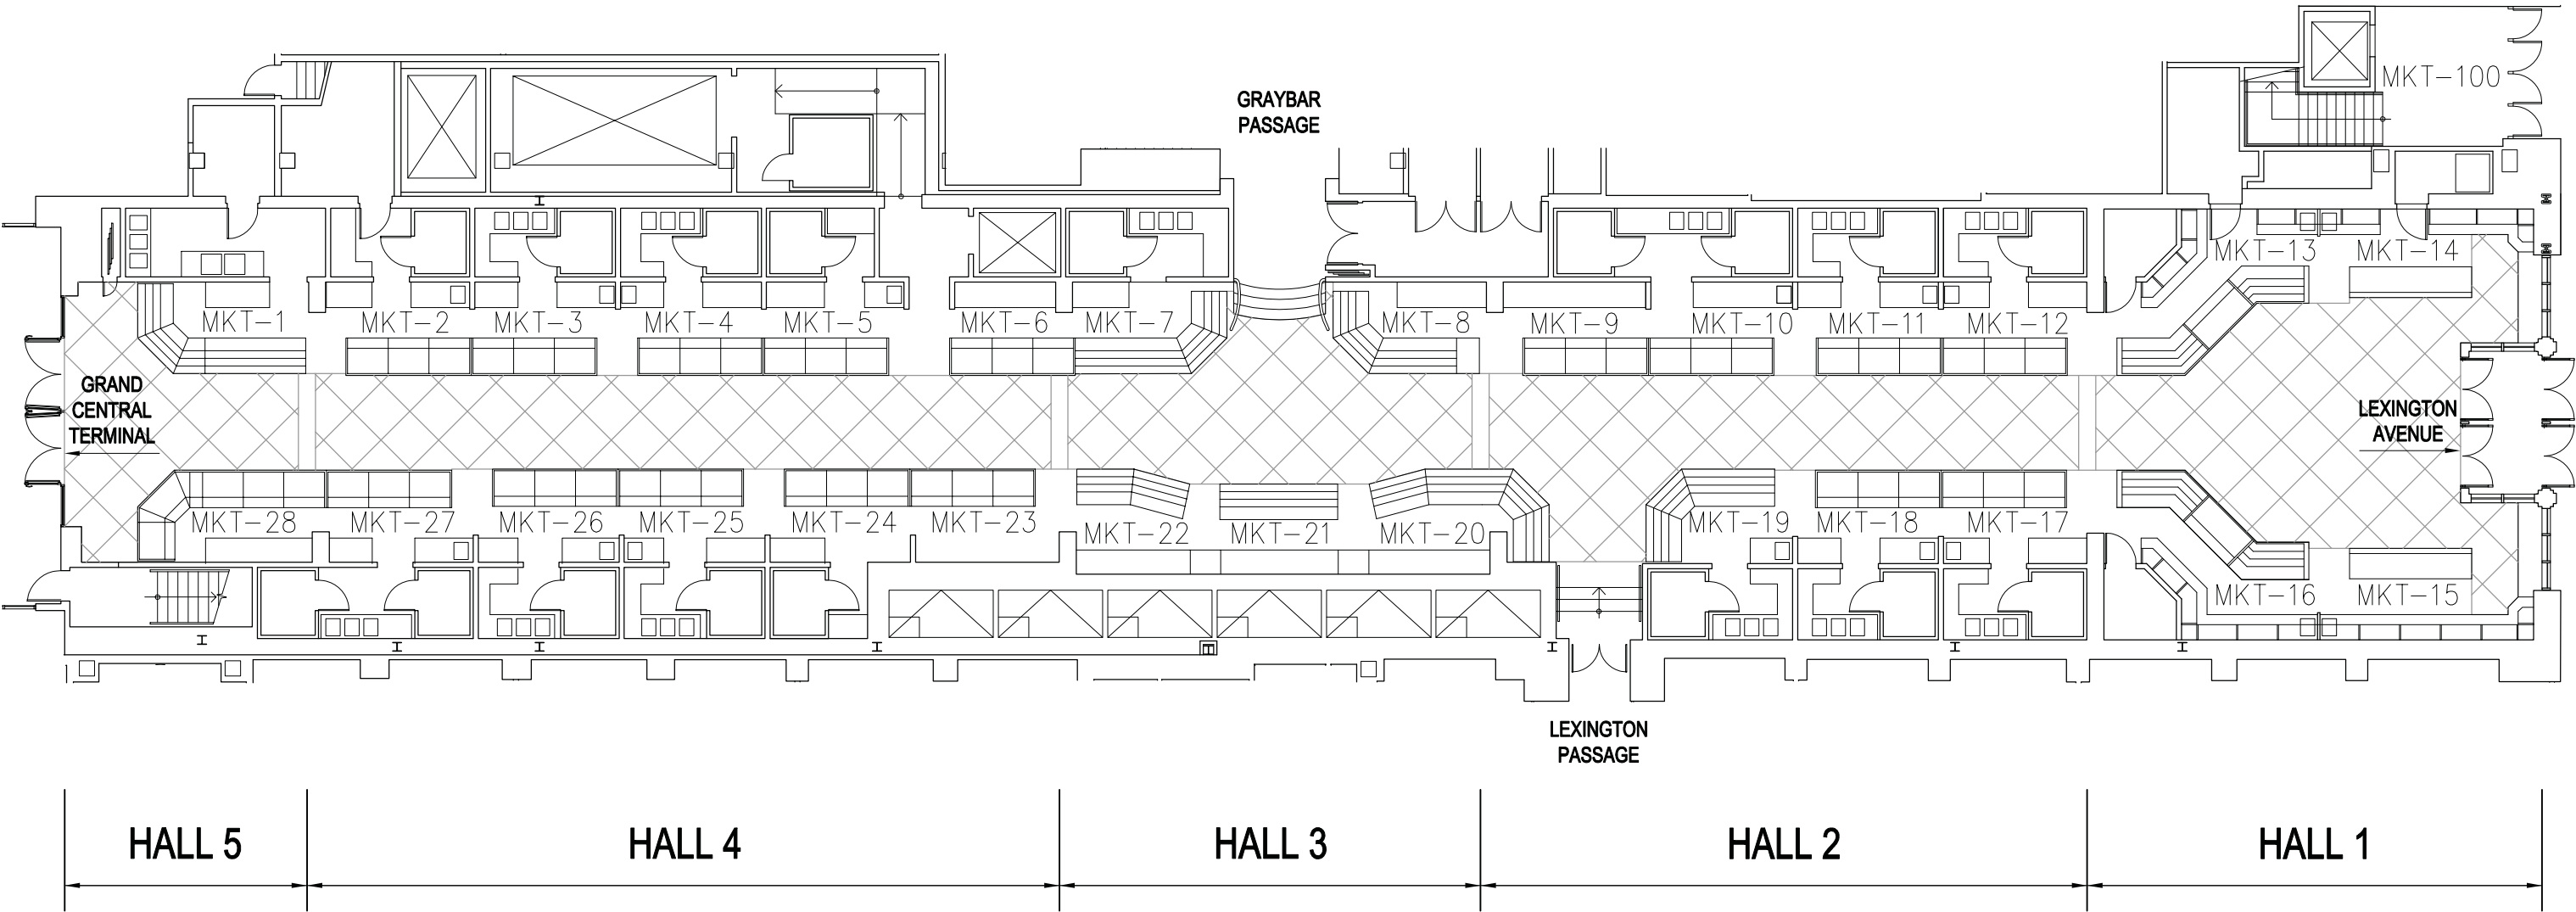 MKT-100
GRAYBAR
PASSAGE
MKT-13
MKT-14
MKT-1
MKT-2
MKT-3
MKT-4
MKT-5
MKT-6
MKT-7
MKT-8
MKT-9
MKT-10
MKT-11
MKT-12
GRAND
CENTRAL
TERMINAL
LEXINGTON
AVENUE
MKT-28
MKT-27
MKT-26
MKT-25
MKT-24
MKT-23
MKT-22
MKT-21
MKT-20
MKT-19
MKT-18
MKT-17
MKT-16
MKT-15
LEXINGTON
PASSAGE
HALL 5
HALL 4
HALL 3
HALL 2
HALL 1